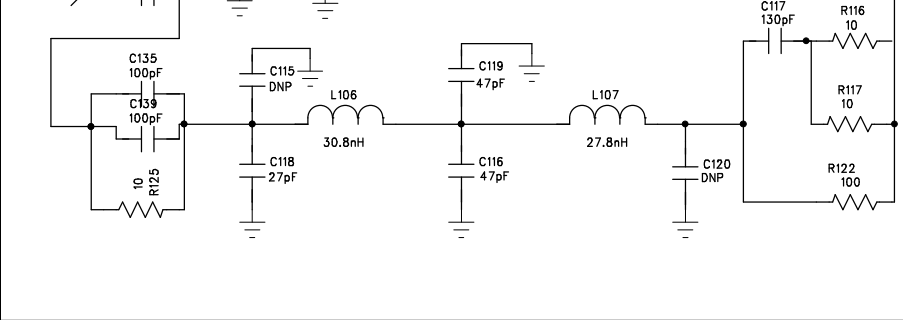 C117
130pF
R116
10
C135
100pF
C139
100pF
C115
DNP
C119
47pF
L106
30.8nH
L107
27.8nH
R117
10
C118
27pF
C116
47pF
C120
DNP
R122
100
10
R125